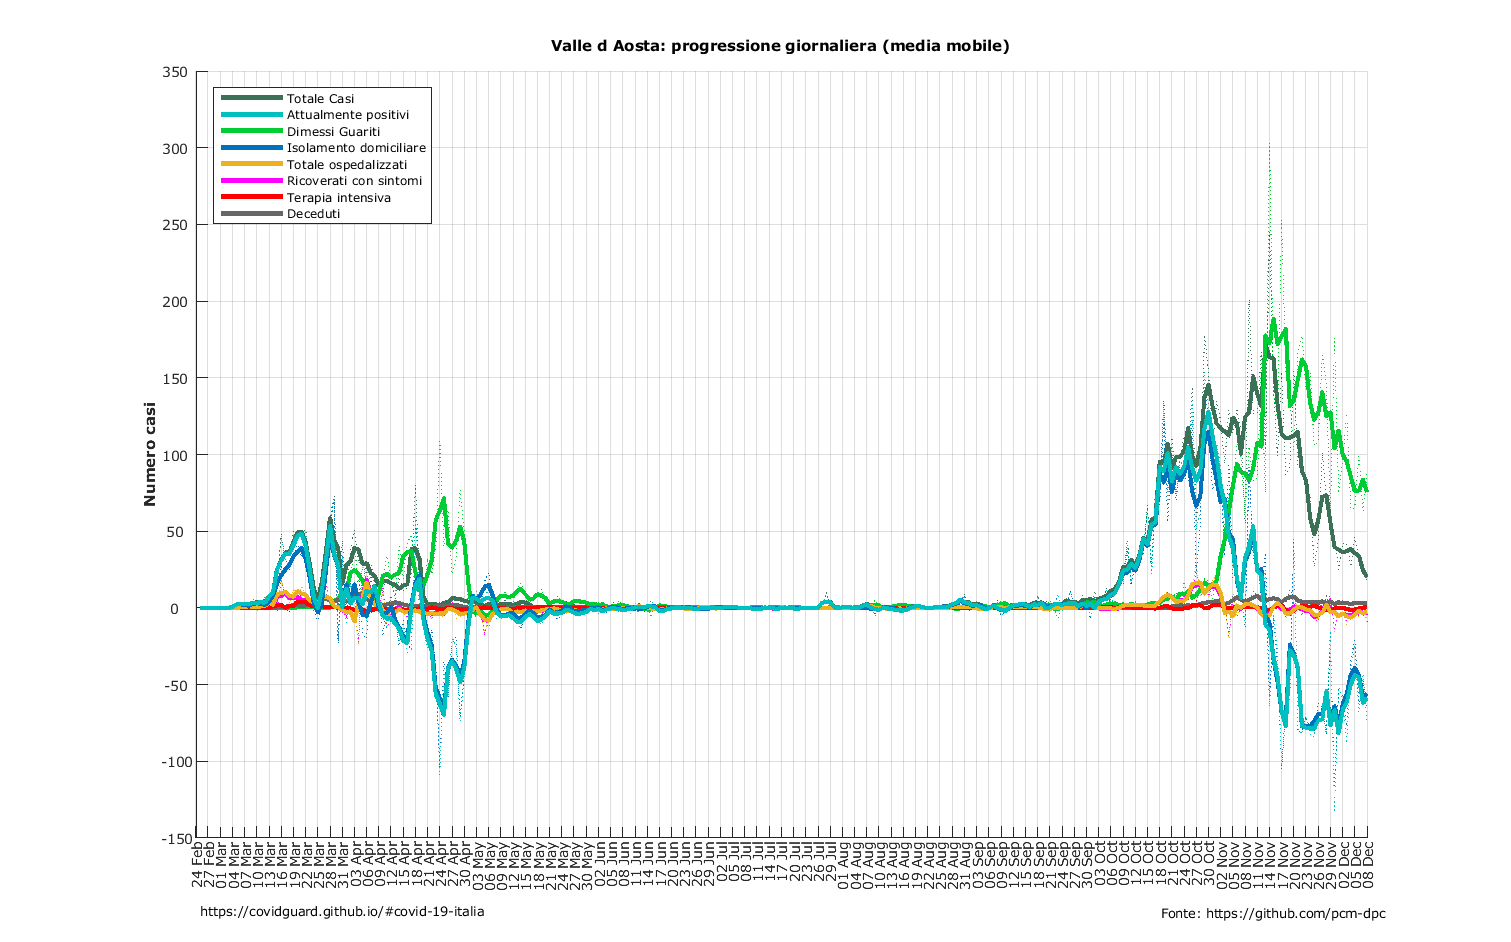 Valle d Aosta: progressione giornaliera (media mobile)
350
300
250
200
150
100
50
0
-50
-100
-150
Numero casi
Totale Casi
Attualmente positivi
Dimessi Guariti
Isolamento domiciliare
Totale ospedalizzati
Ricoverati con sintomi
Terapia intensiva
Deceduti
24 Feb
27 Feb
01 Mar
04 Mar
07 Mar
10 Mar
13 Mar
16 Mar
19 Mar
22 Mar
25 Mar
28 Mar
31 Mar
03 Apr
06 Apr
09 Apr
12 Apr
15 Apr
18 Apr
21 Apr
24 Apr
27 Apr
30 Apr
03 May
06 May
09 May
12 May
15 May
18 May
21 May
24 May
27 May
30 May
02 Jun
05 Jun
08 Jun
11 Jun
14 Jun
17 Jun
20 Jun
23 Jun
26 Jun
29 Jun
02 Jul
05 Jul
08 Jul
11 Jul
14 Jul
17 Jul
20 Jul
23 Jul
26 Jul
29 Jul
01 Aug
04 Aug
07 Aug
10 Aug
13 Aug
16 Aug
19 Aug
22 Aug
25 Aug
28 Aug
31 Aug
03 Sep
06 Sep
09 Sep
12 Sep
15 Sep
18 Sep
21 Sep
24 Sep
27 Sep
30 Sep
03 Oct
06 Oct
09 Oct
12 Oct
15 Oct
18 Oct
21 Oct
24 Oct
27 Oct
30 Oct
02 Nov
05 Nov
08 Nov
11 Nov
14 Nov
17 Nov
20 Nov
23 Nov
26 Nov
29 Nov
02 Dec
05 Dec
08 Dec
https://covidguard.github.io/#covid-19-italia
Fonte: https://github.com/pcm-dpc